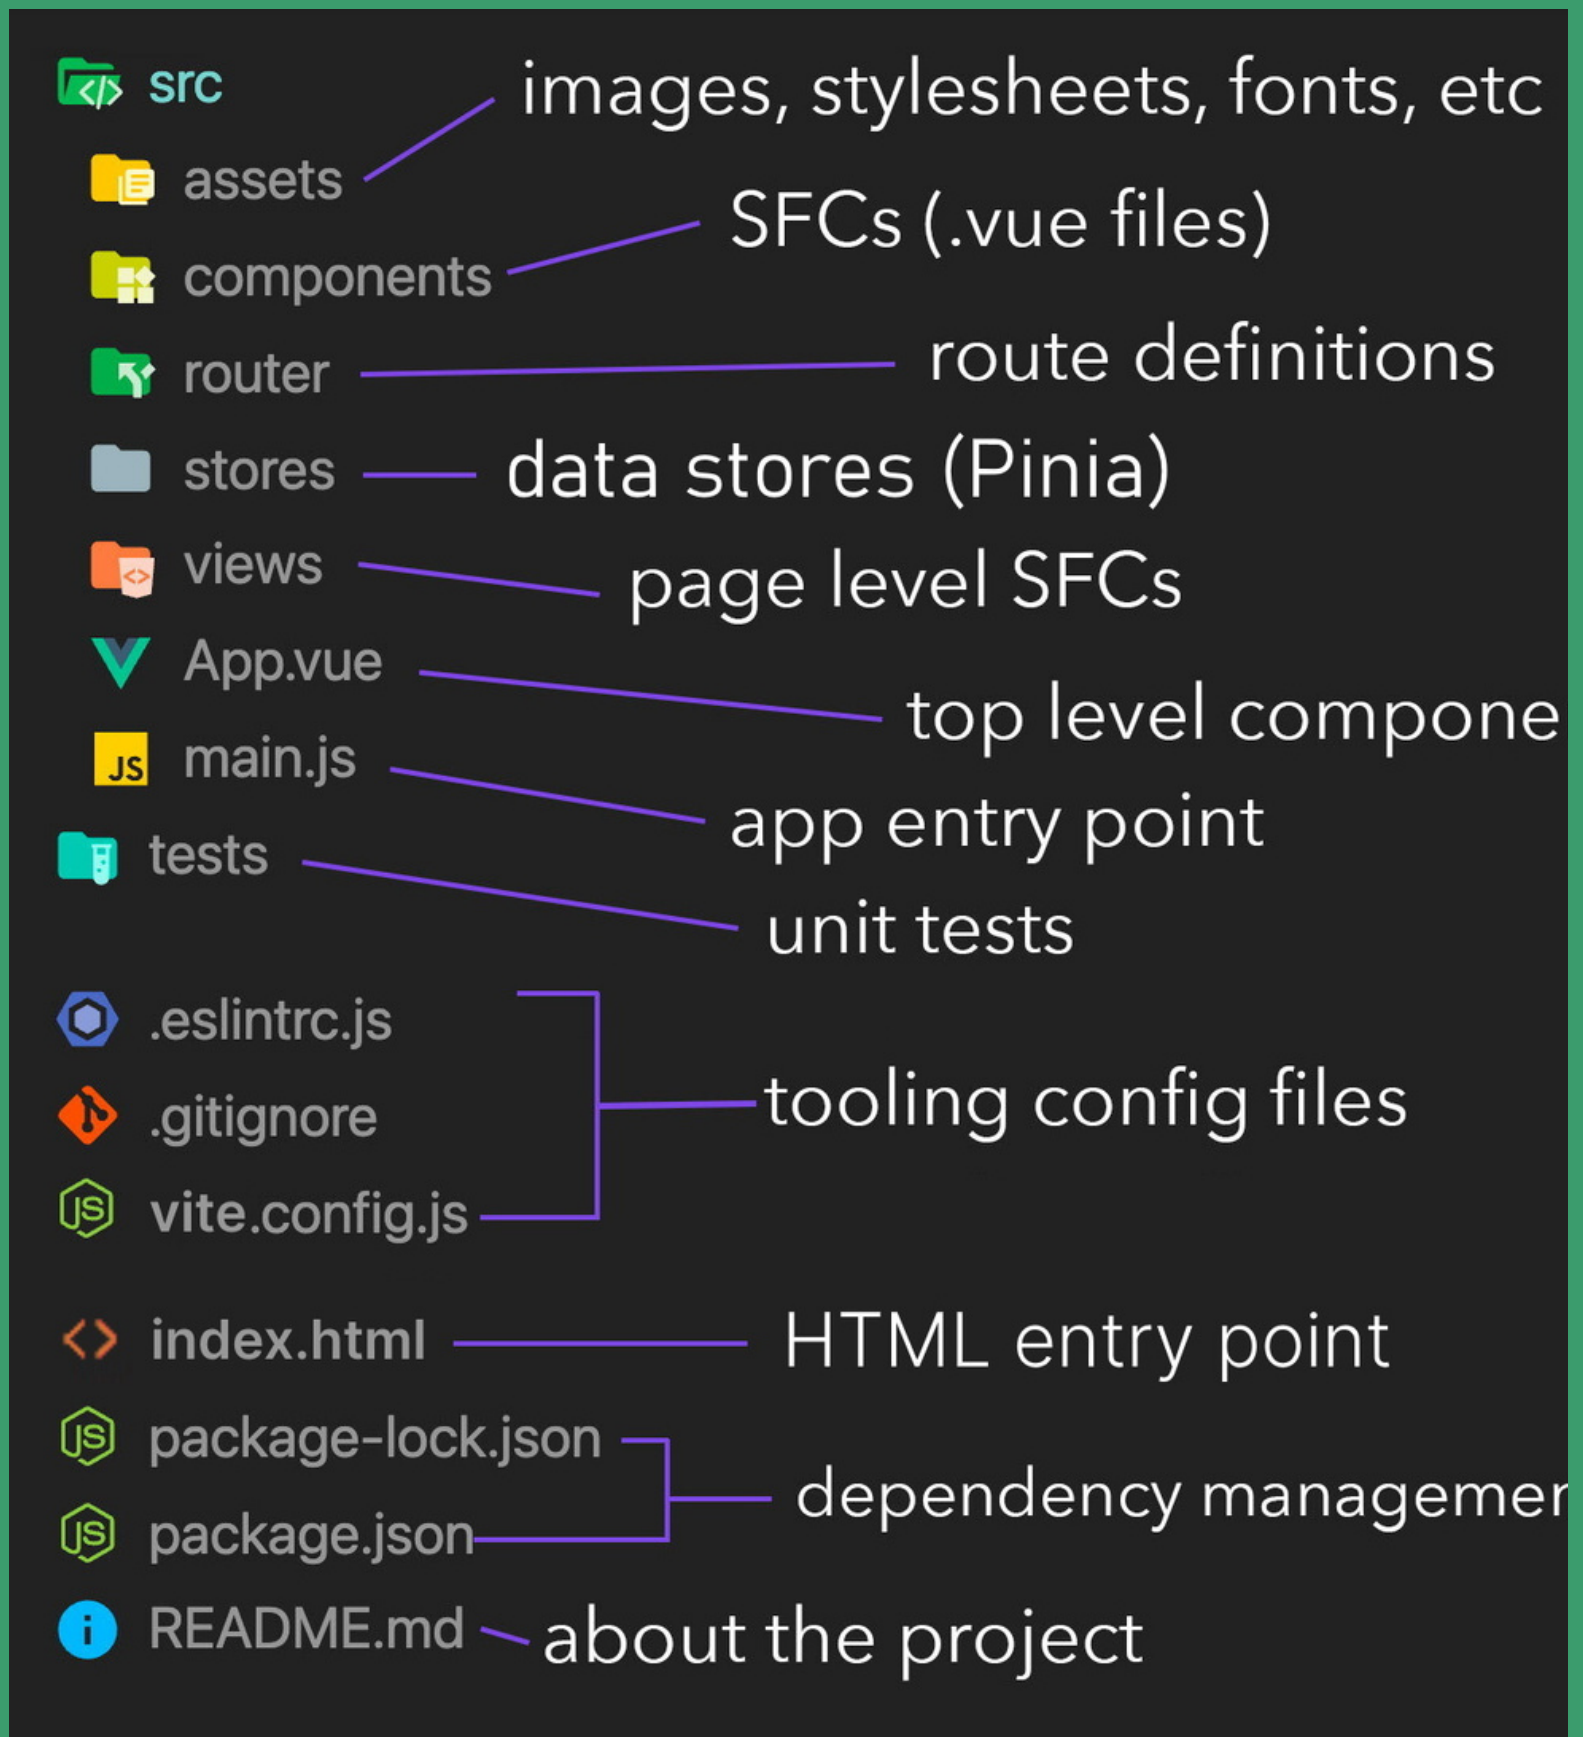 src
images, stylesheets, fonts, etc
assets
SFCs (.vue files)
components
route definitions
router
data stores (Pinia)
stores
views
page level SFCs
App.vue
top level compone
main.js
app entry point
tests
unit tests
.eslintrc.js
tooling config files
.gitignore
vite.config.js
index.html
HTML entry point
package-lock.json
dependency managemen
package.json
README.md
about the project